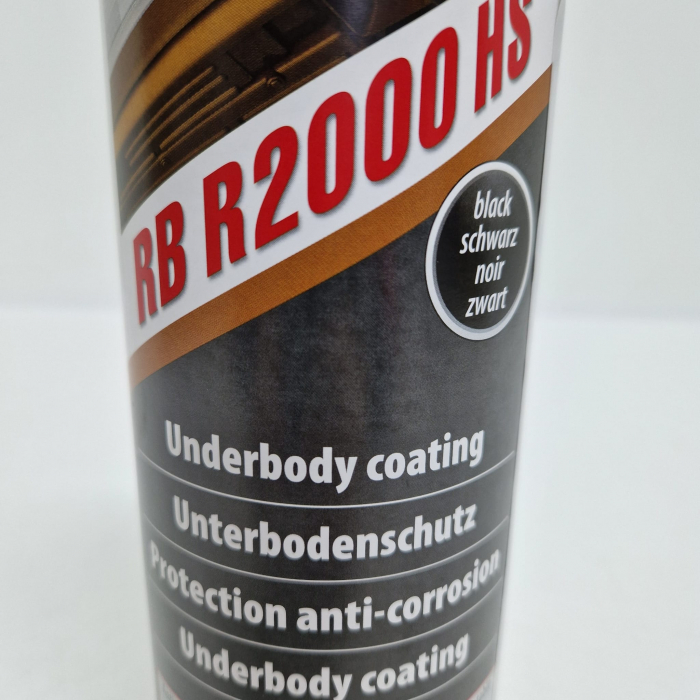 RB R2000 HS
black
schwarz
noir
zwart
Underbody coating
Unterbodenschutz
Protection anti-corrosion
Underbody coating